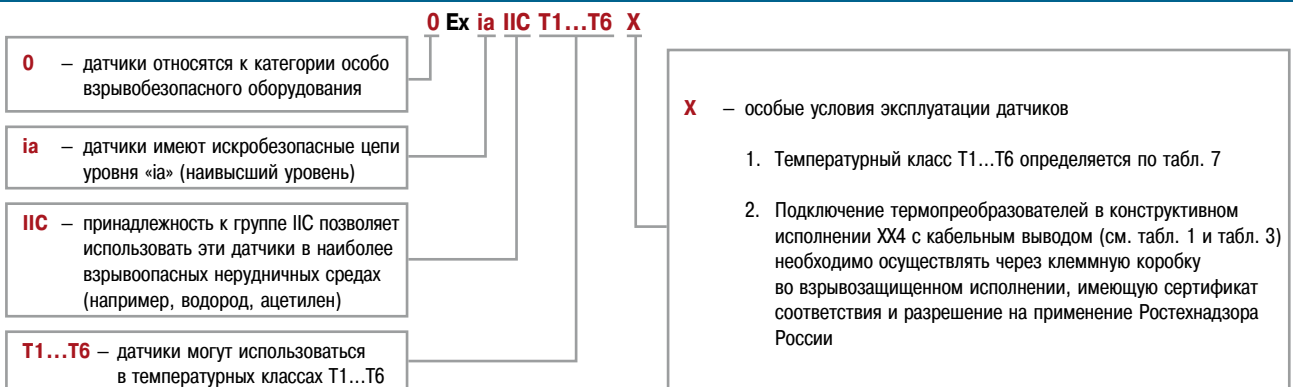 0 Ex ia IIC T1...T6 X
0 – датчики относятся к категории особо
взрывобезопасного оборудования
ia – датчики имеют искробезопасные цепи
уровня «ia» (наивысший уровень)
IIC – принадлежность к группе IIC позволяет
использовать эти датчики в наиболее
взрывоопасных нерудничных средах
(например, водород, ацетилен)
T1...T6 – датчики могут использоваться
в температурных классах T1...T6
X – особые условия эксплуатации датчиков
1. Температурный класс T1...T6 определяется по табл. 7
2. Подключение термопреобразователей в конструктивном
исполнении XX4 с кабельным выводом (см. табл. 1 и табл. 3)
необходимо осуществлять через клеммную коробку
во взрывозащищенном исполнении, имеющую сертификат
соответствия и разрешение на применение Ростехнадзора
России